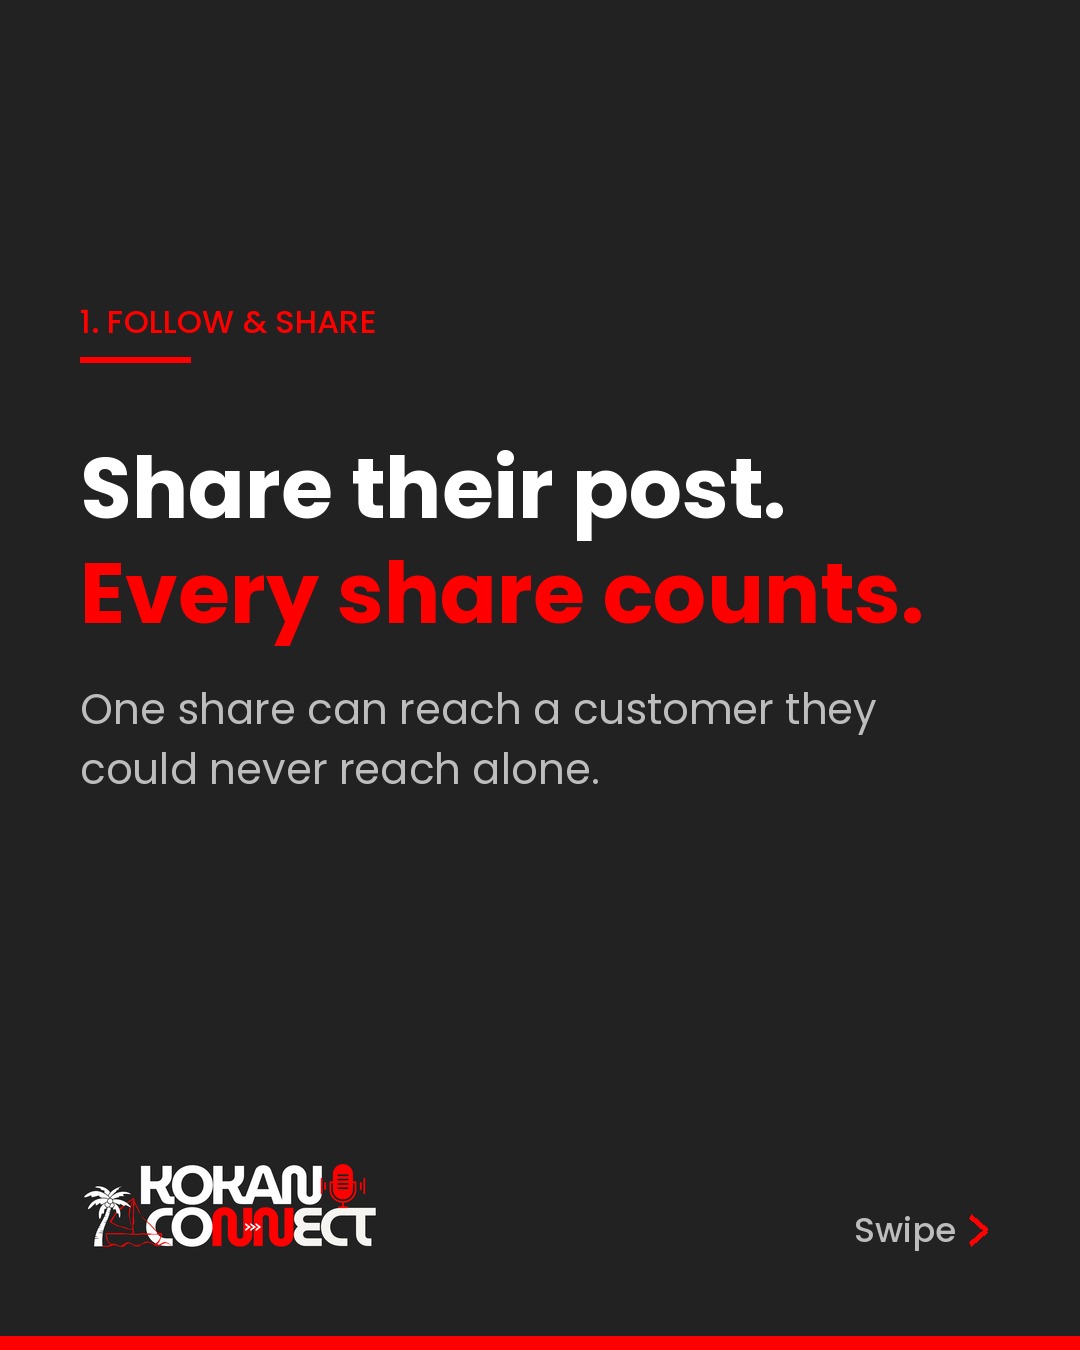 1. FOLLOW & SHARE
Share their post.
Every share counts.
One share can reach a customer they
could never reach alone.
KOKAN
CONNECT
Swipe